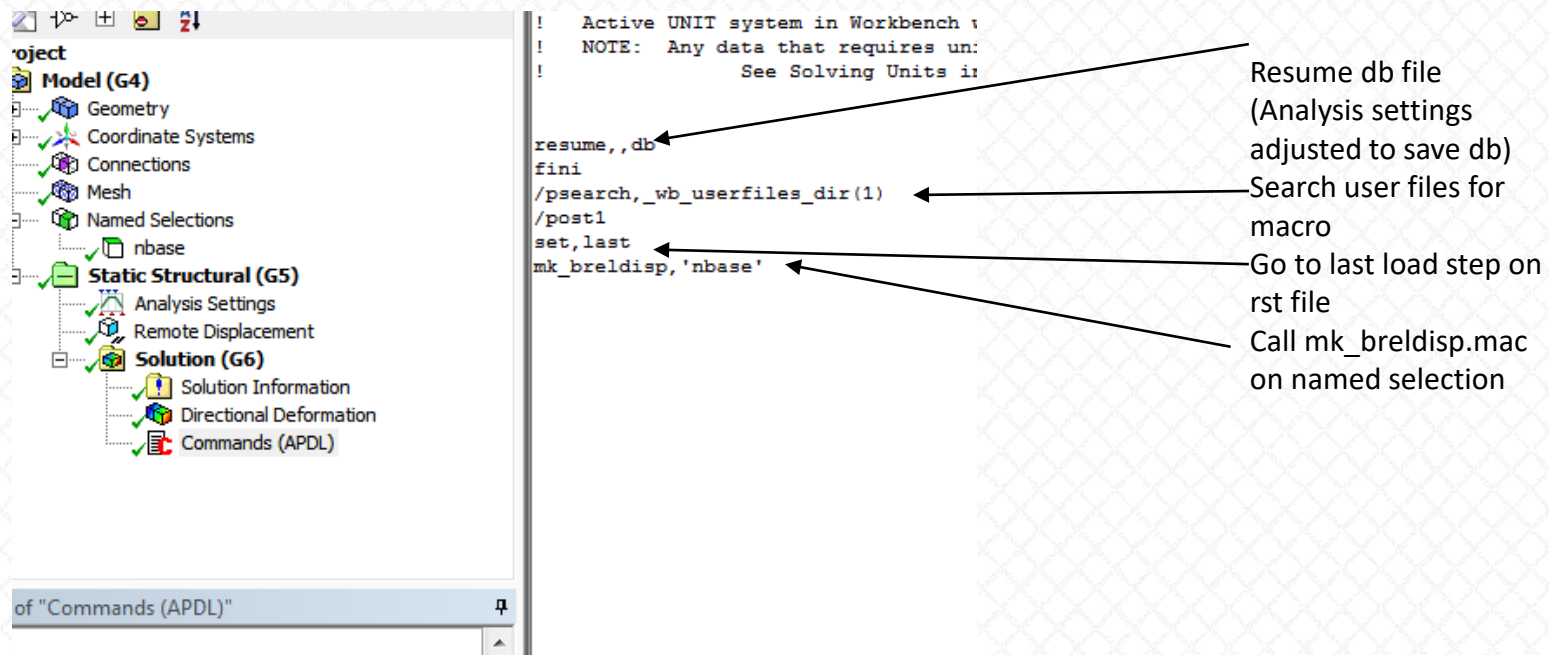 roject
Model (G4)
Geometry
Coordinate Systems
Connections
Mesh
Named Selections
nbase
Static Structural (G5)
Analysis Settings
Remote Displacement
Solution (G6)
Solution Information
Directional Deformation
Commands (APDL)
of "Commands (APDL)"
! Active UNIT system in Workbench w
! NOTE: Any data that requires uni
! See Solving Units in
resume,,db
fini
/psearch,_wb_userfiles_dir(1)
/post1
set,last
mk_breldisp,'nbase'
Resume db file
(Analysis settings
adjusted to save db)
Search user files for
macro
Go to last load step on
rst file
Call mk_breldisp.mac
on named selection